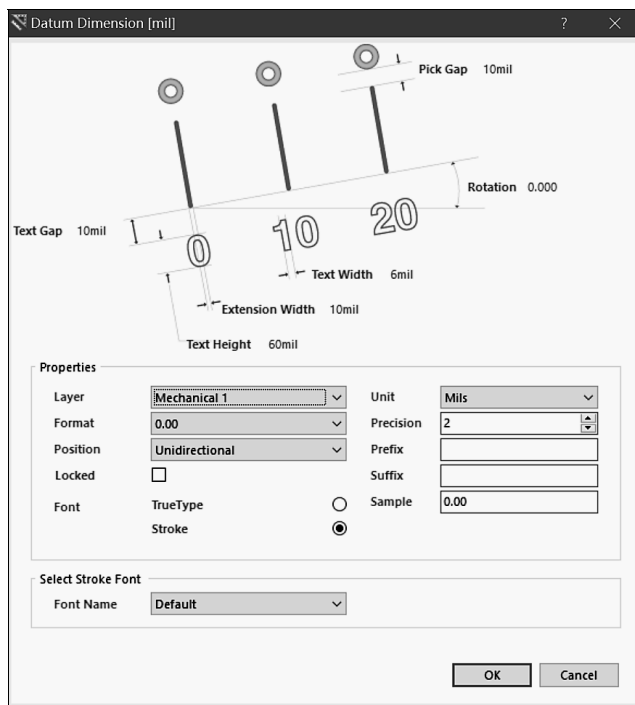 Datum Dimension [mil] ?
Pick Gap 10mil
Rotation 0.000
Text Gap 10mil
0 10 20
Text Width 6mil
Extension Width 10mil
Text Height 60mil
Properties
Layer Mechanical 1 Unit Mils
Format 0.00 Precision 2
Position Unidirectional Prefix
Locked Suffix
Font TrueType Sample 0.00
Stroke
Select Stroke Font
Font Name Default
OK Cancel